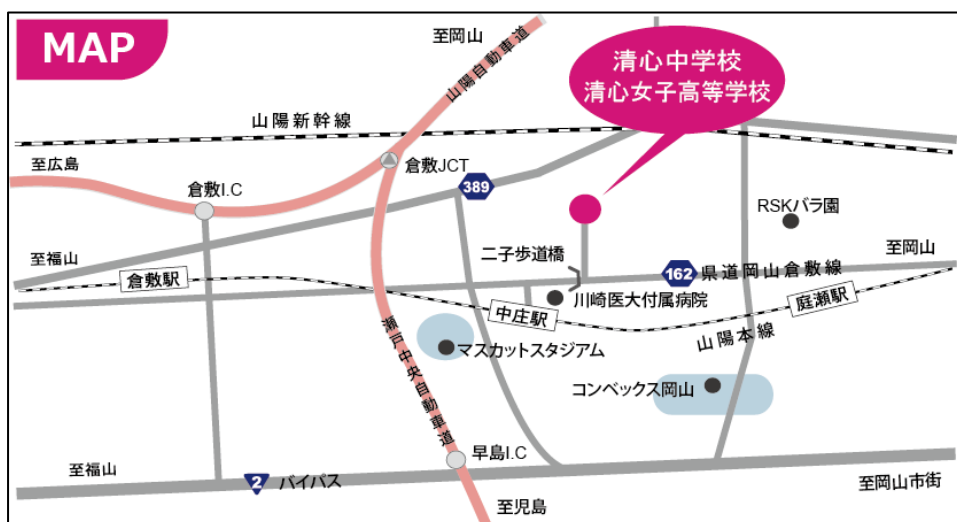 MAP
至岡山
山陽自動車道
清心中学校
清心女子高等学校
山陽新幹線
至広島
倉敷JCT
倉敷I.C
389
RSKバラ園
至福山
二子歩道橋
至岡山
倉敷駅
162
県道岡山倉敷線
川崎医大付属病院
中庄駅
庭瀬駅
山陽本線
瀬戸中央自動車道
マスカットスタジアム
コンベックス岡山
早島I.C
至福山
2
バイパス
至岡山市街
至児島